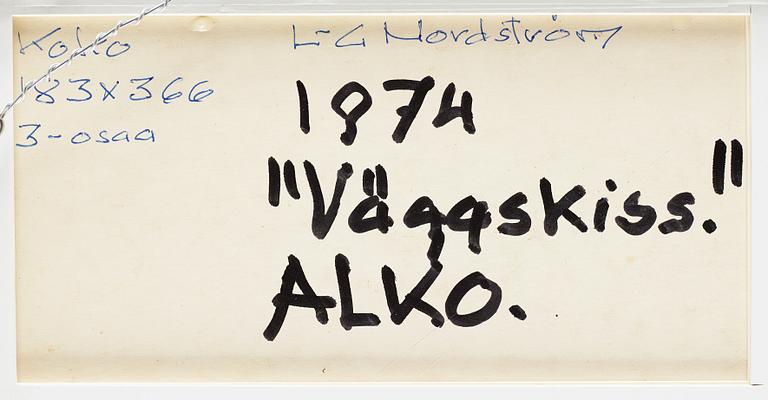 Koko
183x366
3-osaa
L-G Nordström
1974
"Väggskiss."
ALKO.